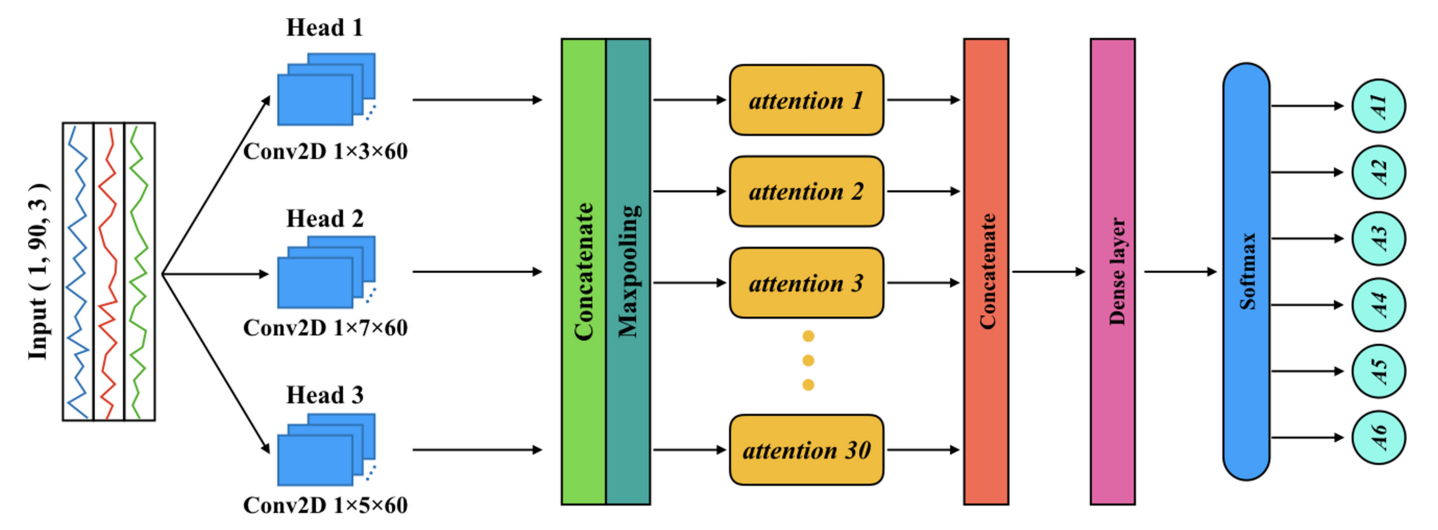 Input ( 1, 90, 3 )
Head 1
Conv2D 1×3×60
Head 2
Conv2D 1×7×60
Head 3
Conv2D 1×5×60
Concatenate
Maxpooling
attention 1
attention 2
attention 3
attention 30
Concatenate
Dense layer
Softmax
A1
A2
A3
A4
A5
A6